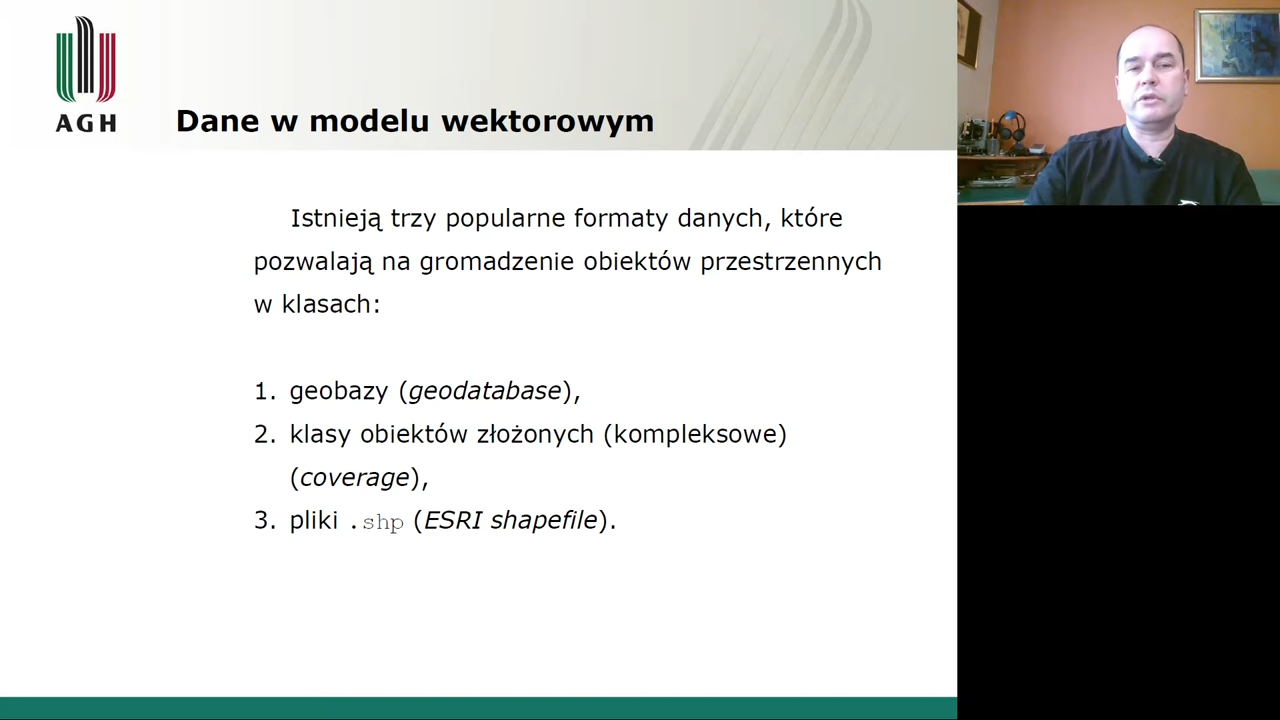 AGH
Dane w modelu wektorowym
Istnieją trzy popularne formaty danych, które
pozwalają na gromadzenie obiektów przestrzennych
w klasach:
1. geobazy (geodatabase),
2. klasy obiektów złożonych (kompleksowe)
(coverage),
3. pliki .shp (ESRI shapefile).